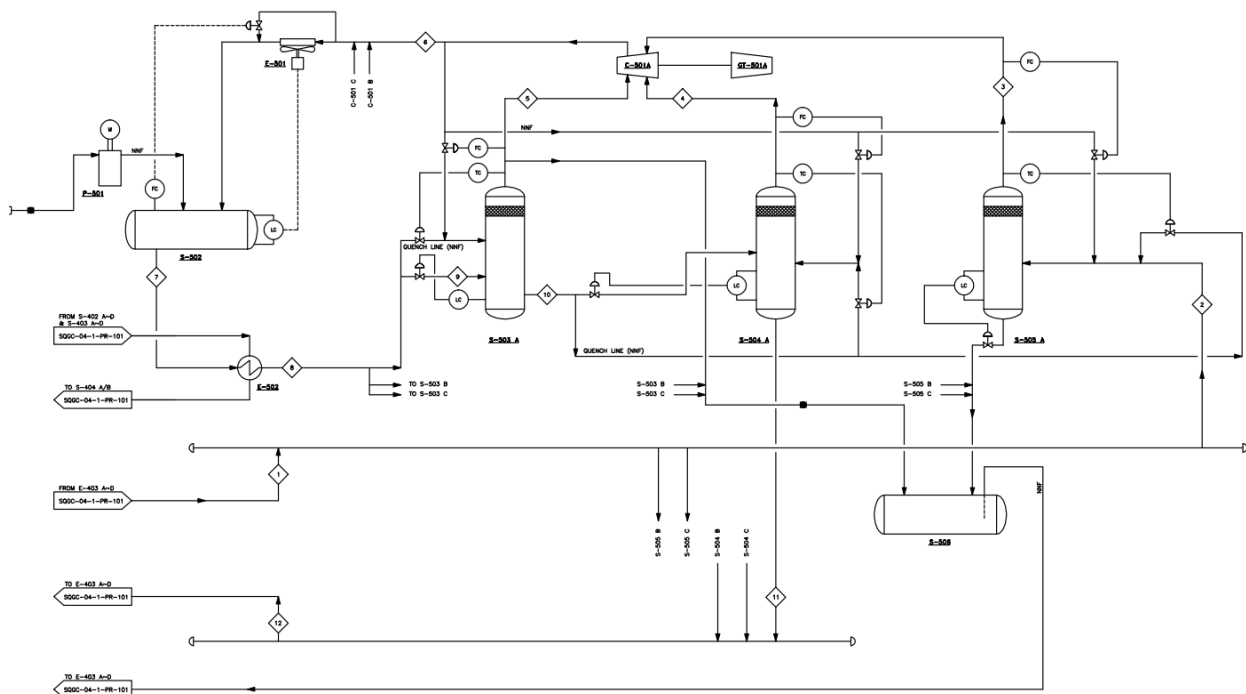 6
C-501A
GT-501A
FC
E-501
C-501 C
C-501 B
3
5
4
M
NNF
NNF
FC
FC
TC
TC
TC
P-501
FC
LC
S-502
QUENCH LINE (NNF)
7
9
10
LC
LC
LC
2
S-503 A
S-504 A
S-505 A
FROM S-402 A~D
& S-403 A~D
SQGC-04-1-PR-101
QUENCH LINE (NNF)
8
E-502
TO S-404 A/B
SQGC-04-1-PR-101
TO S-503 B
TO S-503 C
S-503 B
S-503 C
S-505 B
S-505 C
1
FROM E-403 A~D
SQGC-04-1-PR-101
NNF
S-505 B
S-505 C
S-504 B
S-504 C
S-506
TO E-403 A~D
SQGC-04-1-PR-101
11
12
TO E-403 A~D
SQGC-04-1-PR-101